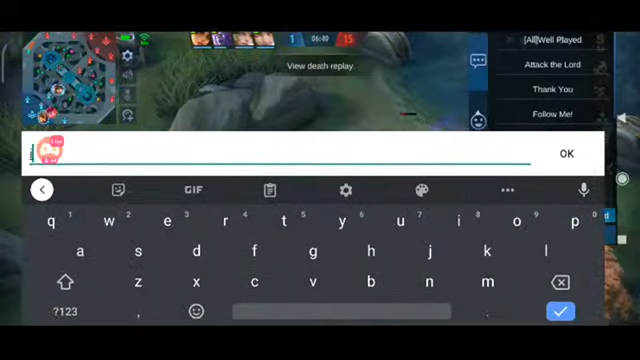 1 06:40 15
View death replay
[All]Well Played
Attack the Lord
Thank You
Follow Me!
OK
GIF
q 1 w 2 e 3 r 4 t 5 y 6 u 7 i 8 o 9 p 0
a s d f g h j k l
z x c v b n m
?123 , .